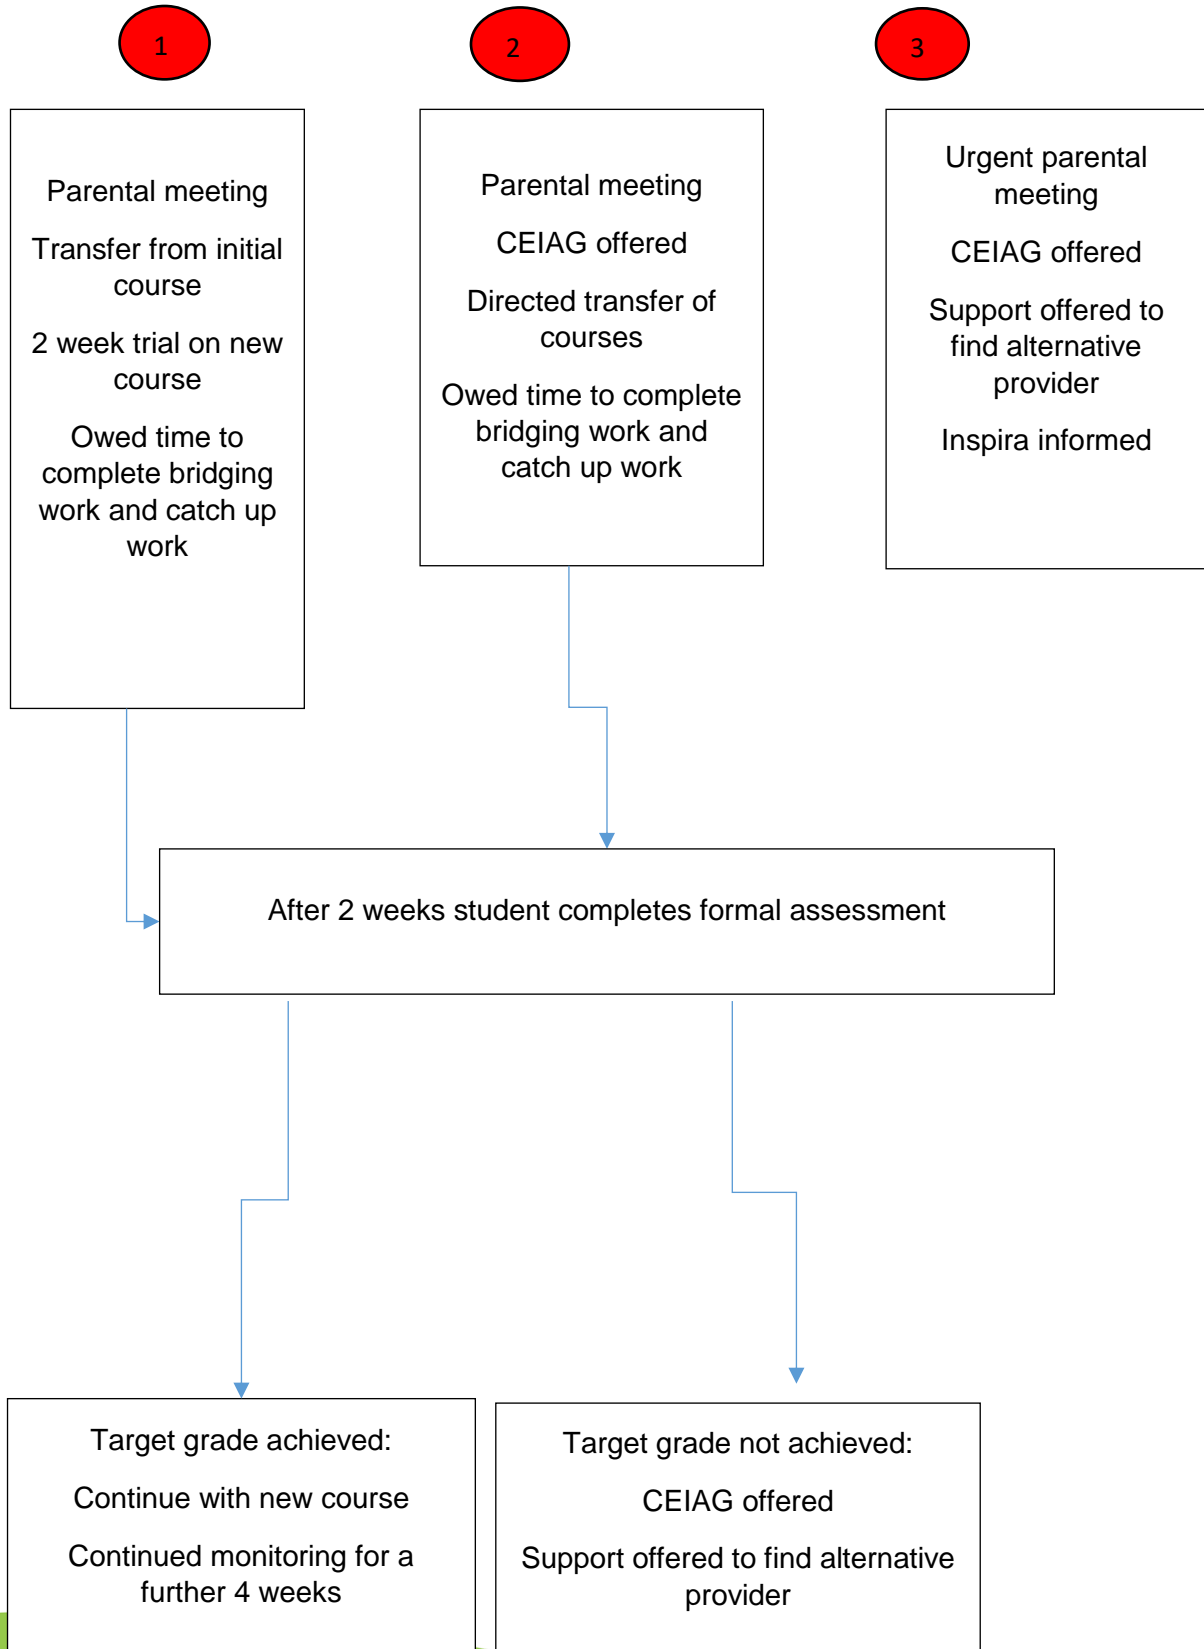 1
2
3
Parental meeting
Transfer from initial
course
2 week trial on new
course
Owed time to
complete bridging
work and catch up
work
Parental meeting
CEIAG offered
Directed transfer of
courses
Owed time to complete
bridging work and
catch up work
Urgent parental
meeting
CEIAG offered
Support offered to
find alternative
provider
Inspira informed
After 2 weeks student completes formal assessment
Target grade achieved:
Continue with new course
Continued monitoring for a
further 4 weeks
Target grade not achieved:
CEIAG offered
Support offered to find alternative
provider